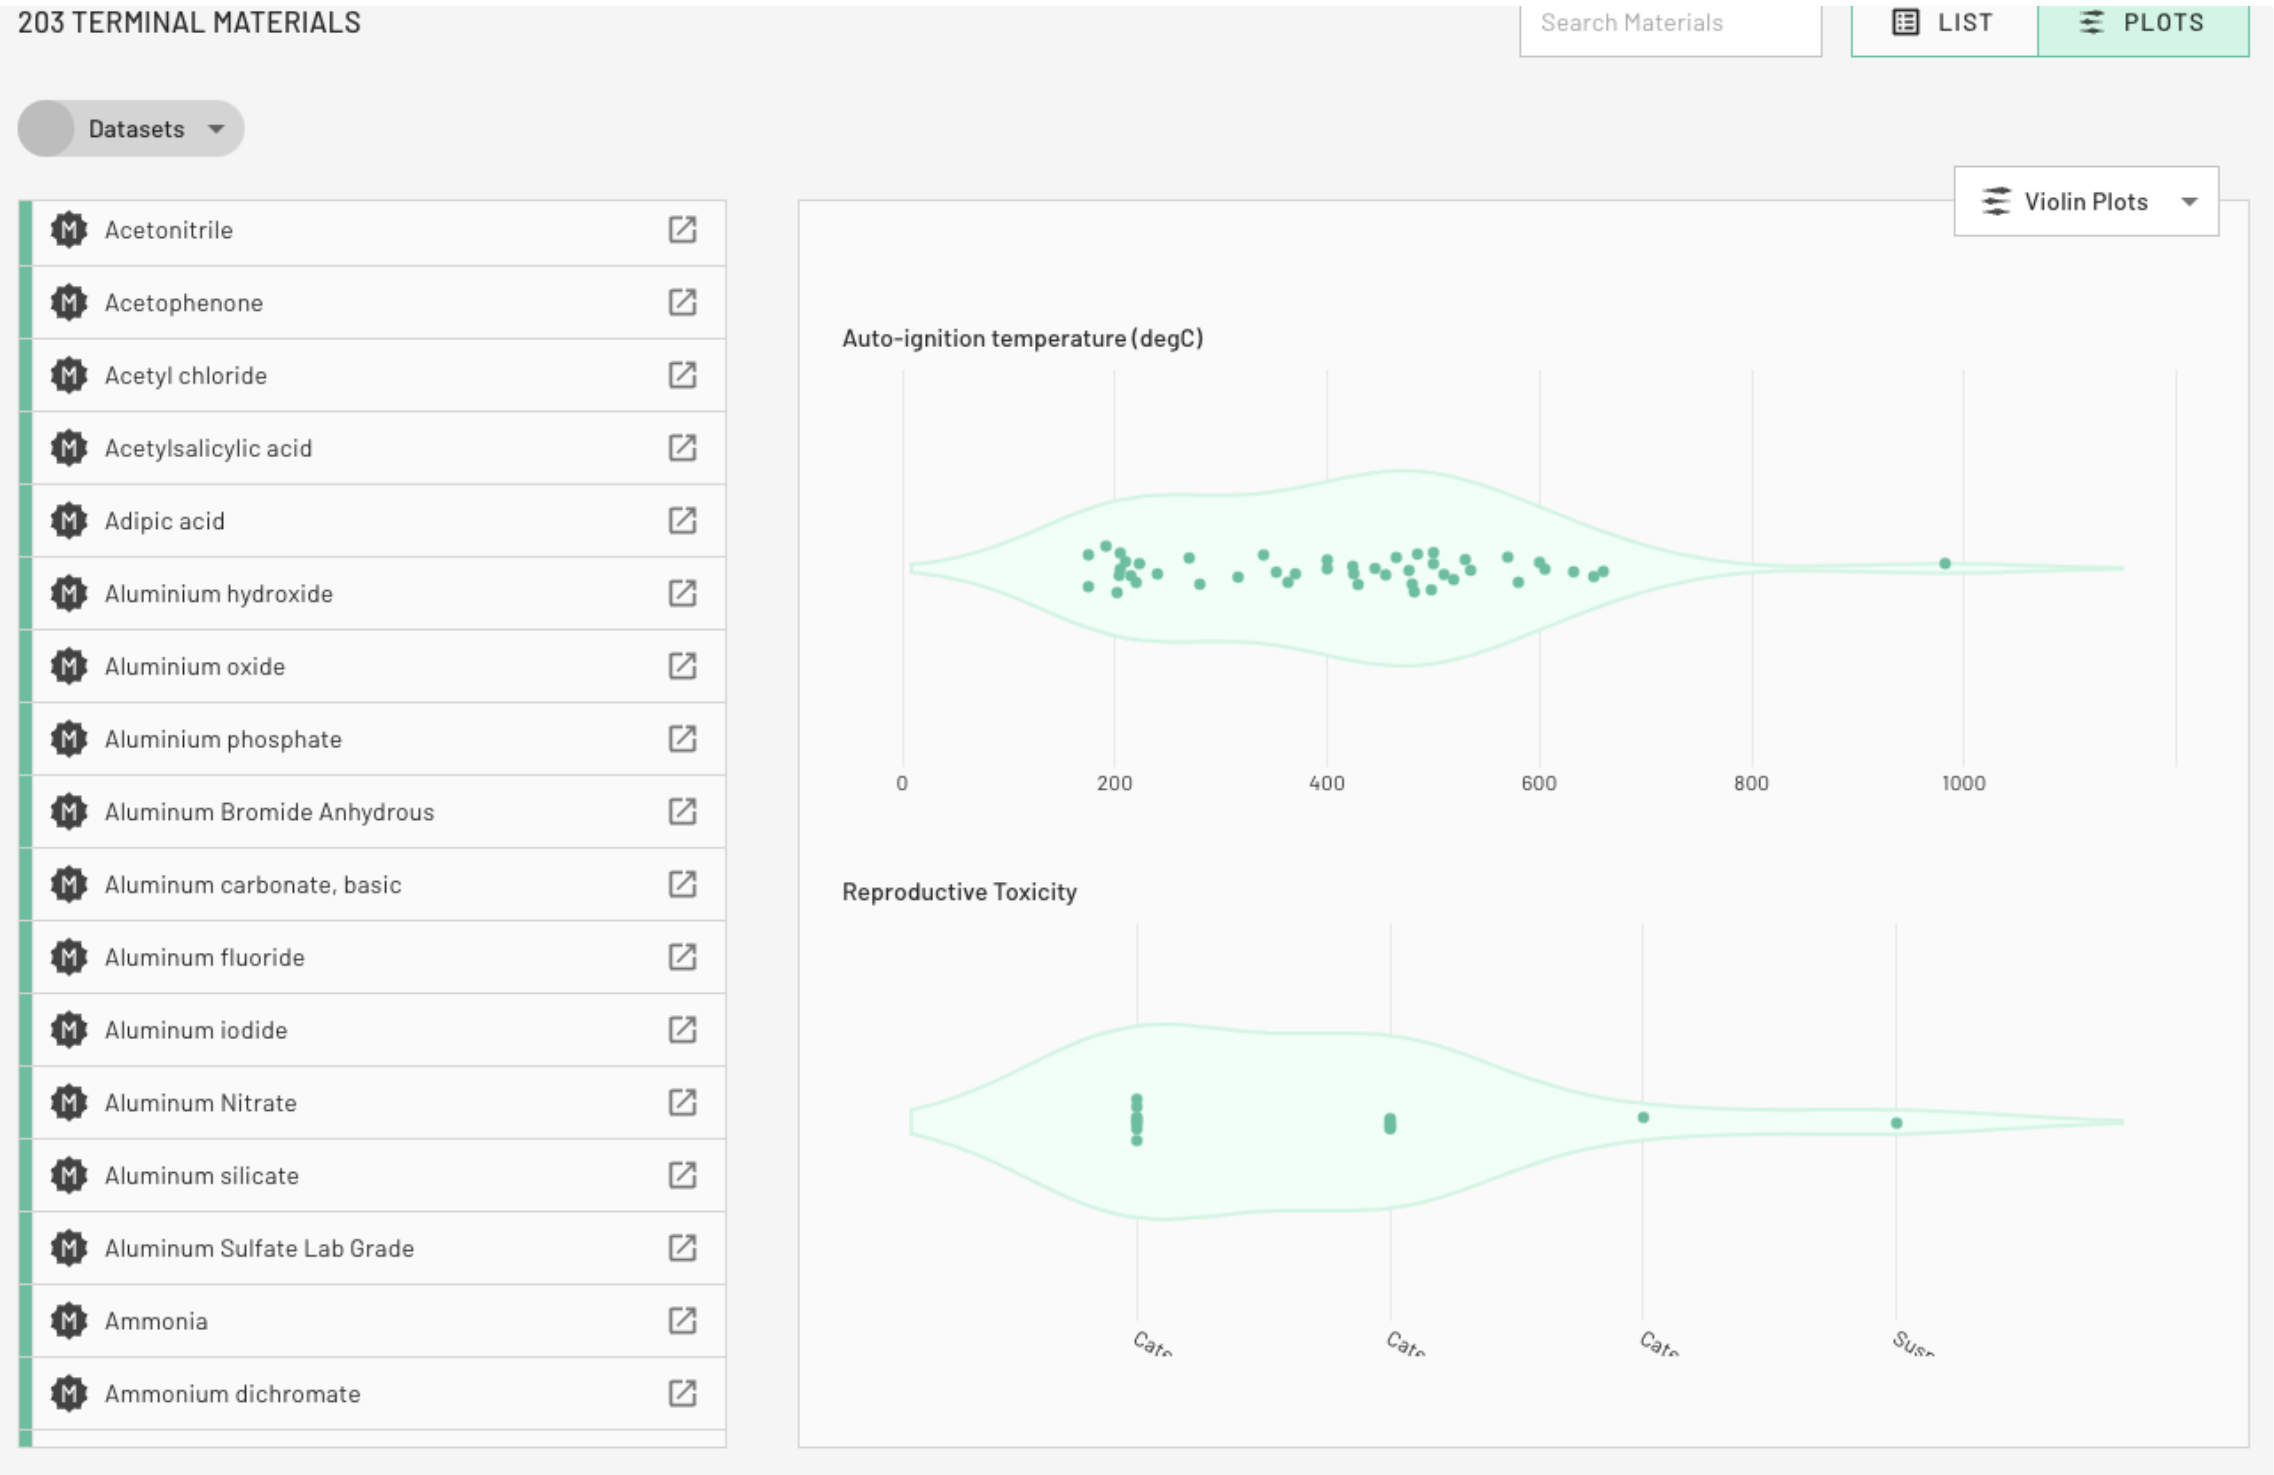 203 TERMINAL MATERIALS
Search Materials
LIST
PLOTS
Datasets
Violin Plots
Acetonitrile
Acetophenone
Acetyl chloride
Acetylsalicylic acid
Adipic acid
Aluminium hydroxide
Aluminium oxide
Aluminium phosphate
Aluminum Bromide Anhydrous
Aluminum carbonate, basic
Aluminum fluoride
Aluminum iodide
Aluminum Nitrate
Aluminum silicate
Aluminum Sulfate Lab Grade
Ammonia
Ammonium dichromate
Auto-ignition temperature (degC)
0 200 400 600 800 1000
Reproductive Toxicity